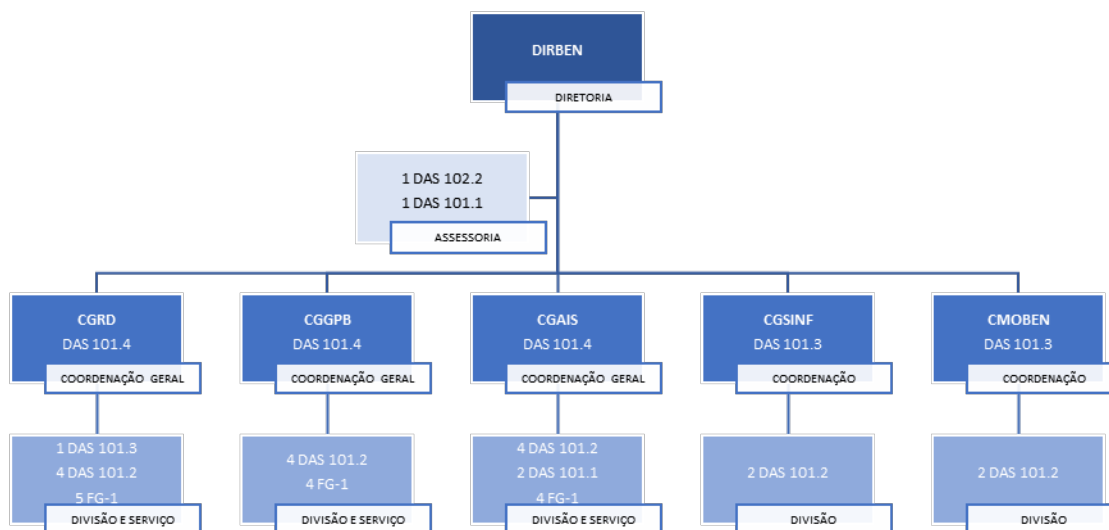 DIRBEN
DIRETORIA
1 DAS 102.2
1 DAS 101.1
ASSESSORIA
CGRD
DAS 101.4
COORDENAÇÃO GERAL
CGGPB
DAS 101.4
COORDENAÇÃO GERAL
CGAIS
DAS 101.4
COORDENAÇÃO GERAL
CGSINF
DAS 101.3
COORDENAÇÃO
CMOBEN
DAS 101.3
COORDENAÇÃO
1 DAS 101.3
4 DAS 101.2
5 FG-1
DIVISÃO E SERVIÇO
4 DAS 101.2
4 FG-1
DIVISÃO E SERVIÇO
4 DAS 101.2
2 DAS 101.1
4 FG-1
DIVISÃO E SERVIÇO
2 DAS 101.2
DIVISÃO
2 DAS 101.2
DIVISÃO